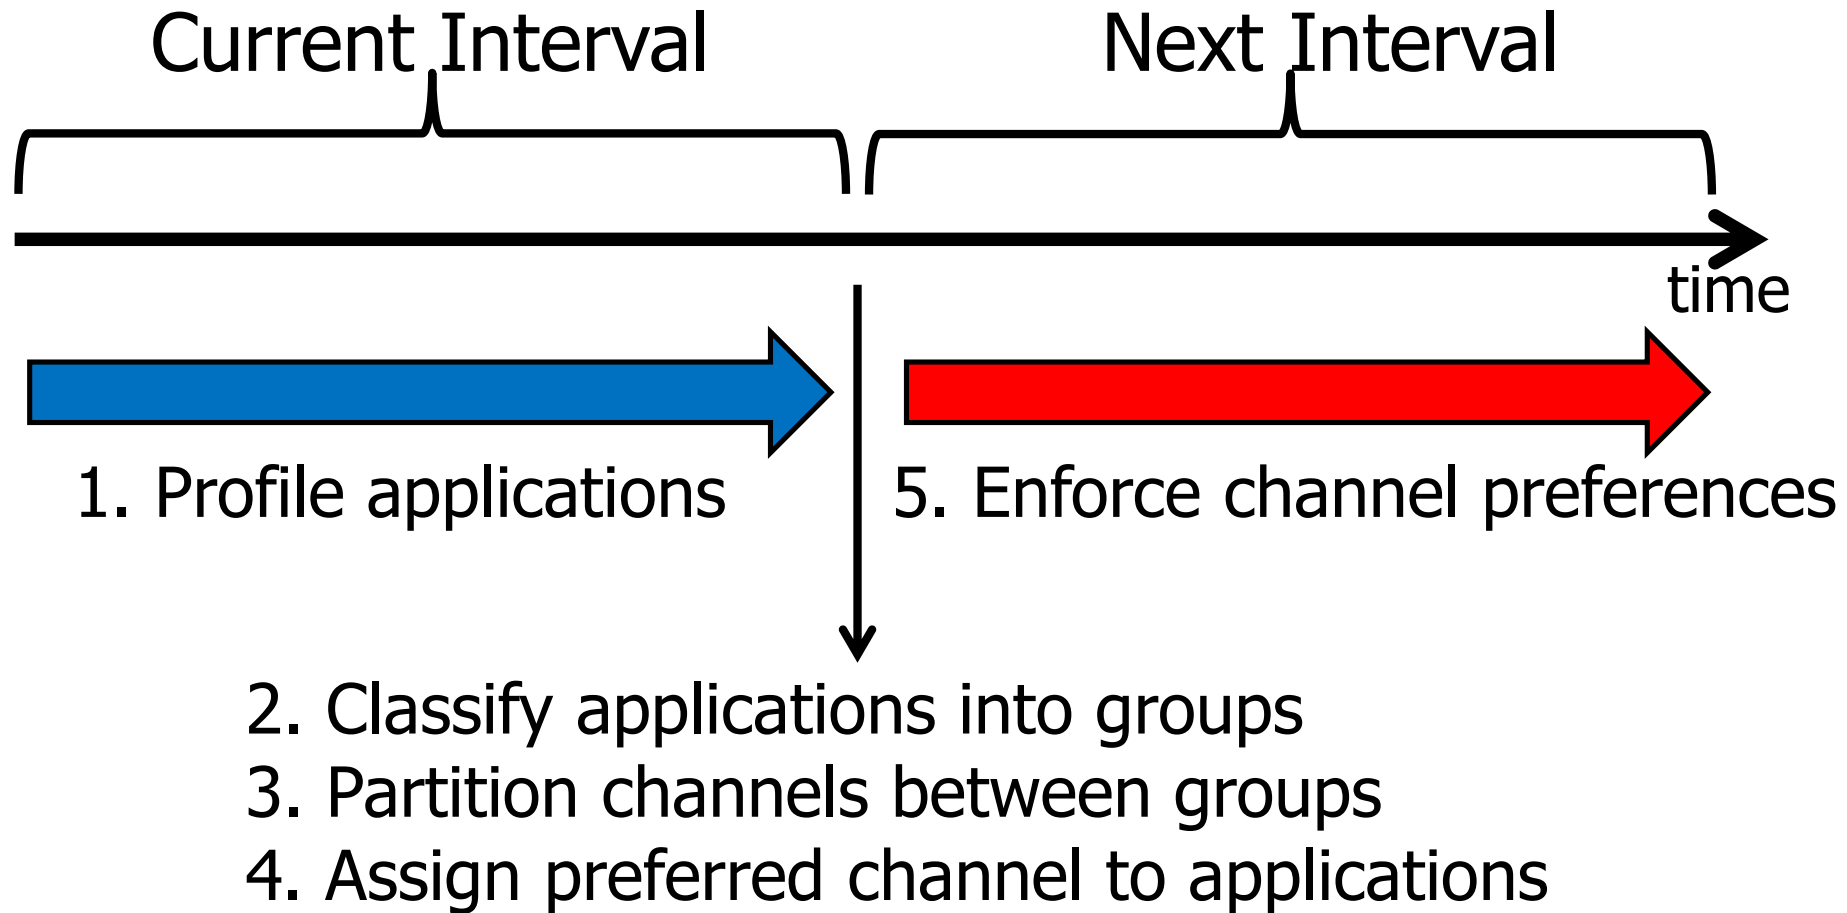 Current Interval
Next Interval
time
1. Profile applications
5. Enforce channel preferences
2. Classify applications into groups
3. Partition channels between groups
4. Assign preferred channel to applications